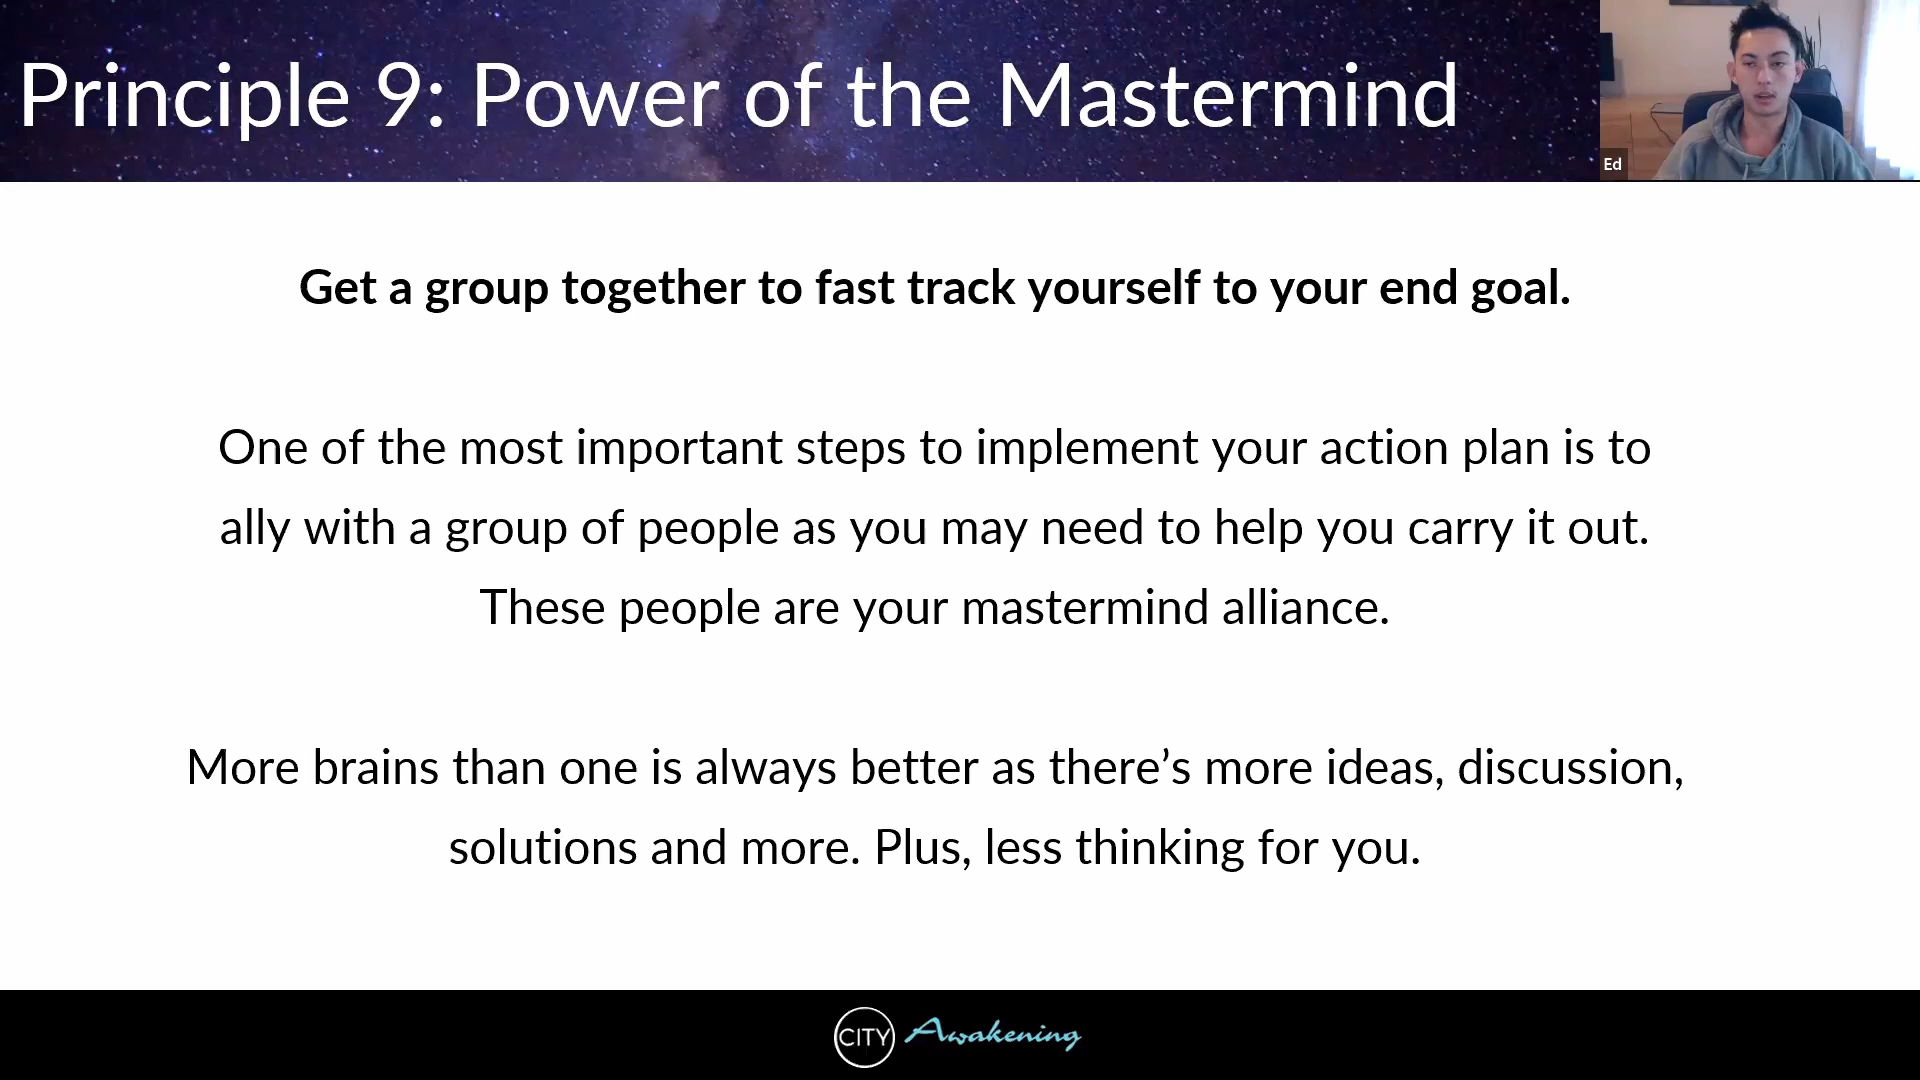 Principle 9: Power of the Mastermind
Ed
Get a group together to fast track yourself to your end goal.
One of the most important steps to implement your action plan is to
ally with a group of people as you may need to help you carry it out.
These people are your mastermind alliance.
More brains than one is always better as there’s more ideas, discussion,
solutions and more. Plus, less thinking for you.
CITY Awakening